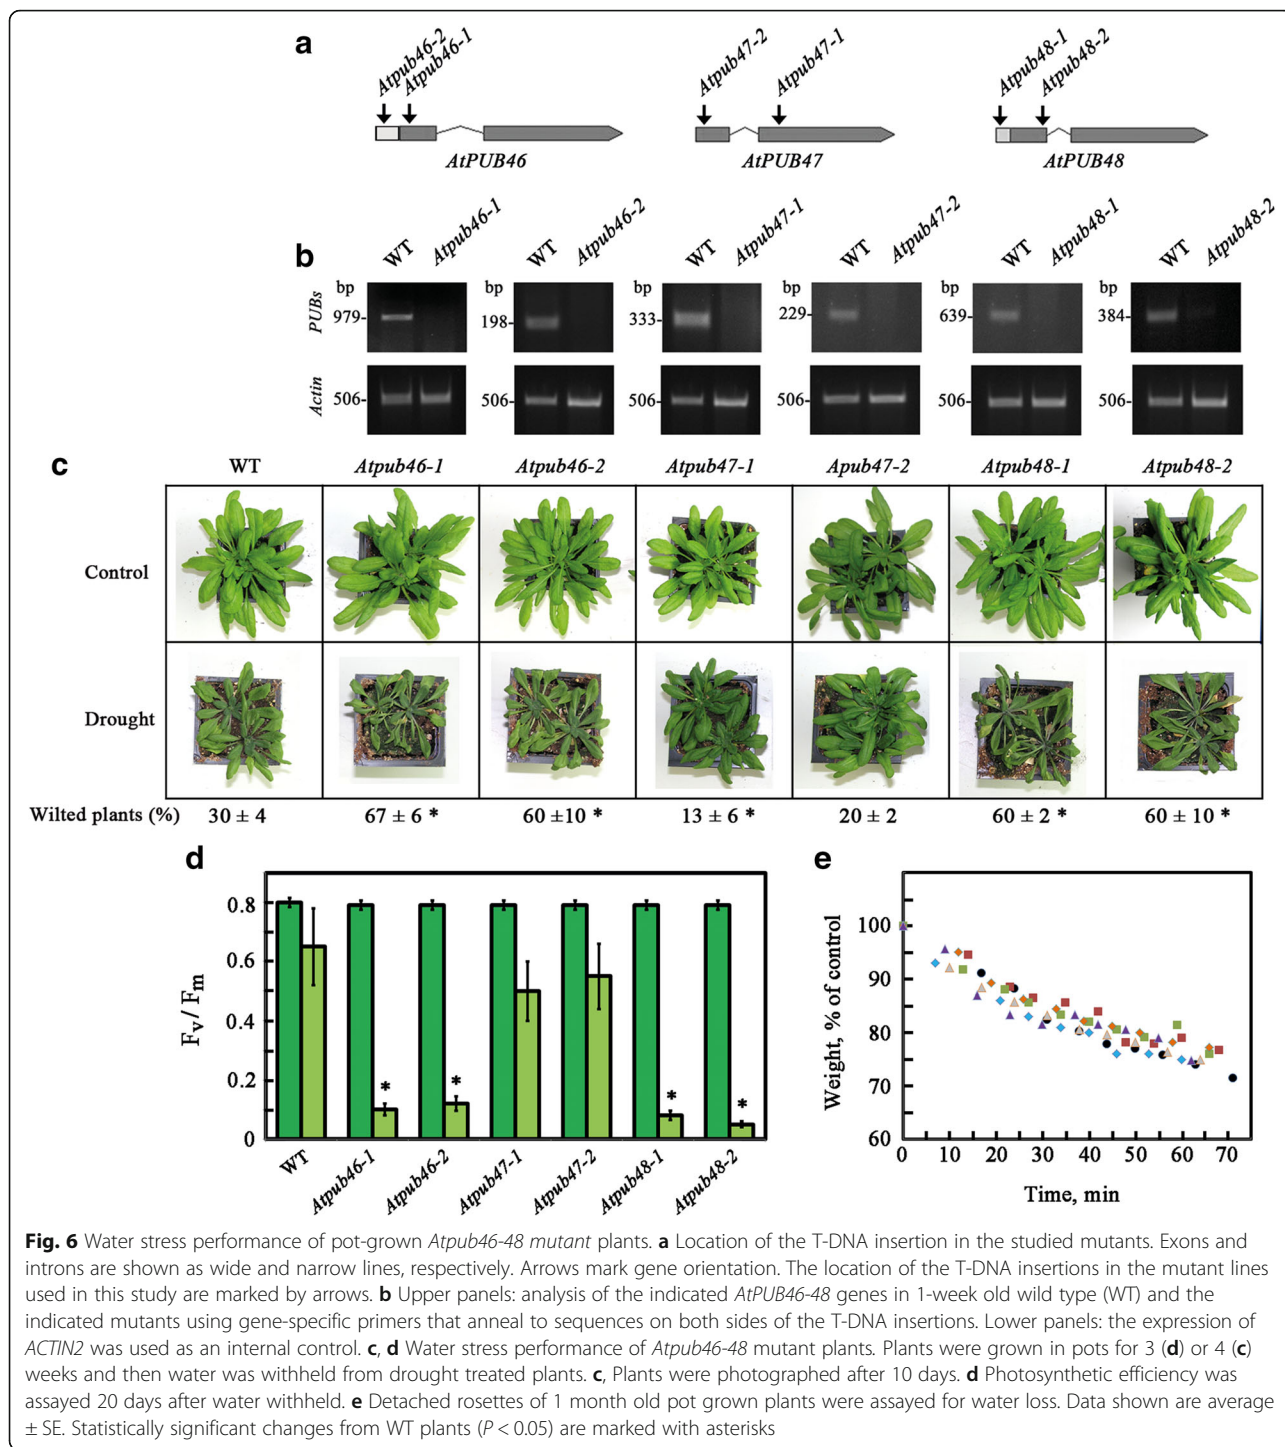 a
Atpub46-2
Atpub46-1
Atpub47-2
Atpub47-1
Atpub48-1
Atpub48-2
AtPUB46
AtPUB47
AtPUB48
b
WT Atpub46-1
WT Atpub46-2
WT Atpub47-1
WT Atpub47-2
WT Atpub48-1
WT Atpub48-2
bp bp bp bp bp bp
PUBs
979- 198- 333- 229- 639- 384-
Actin
506- 506- 506- 506- 506- 506-
c
WT Atpub46-1 Atpub46-2 Atpub47-1 Apub47-2 Atpub48-1 Atpub48-2
Control
Drought
Wilted plants (%) 30 ± 4 67 ± 6 * 60 ±10 * 13 ± 6 * 20 ± 2 60 ± 2 * 60 ± 10 *
d
Fv / Fm
0.8
0.6
0.4
0.2
0
* * * *
WT Atpub46-1 Atpub46-2 Atpub47-1 Atpub47-2 Atpub48-1 Atpub48-2
e
Weight, % of control
100
90
80
70
60
0 10 20 30 40 50 60 70
Time, min
Fig. 6 Water stress performance of pot-grown Atpub46-48 mutant plants. a Location of the T-DNA insertion in the studied mutants. Exons and
introns are shown as wide and narrow lines, respectively. Arrows mark gene orientation. The location of the T-DNA insertions in the mutant lines
used in this study are marked by arrows. b Upper panels: analysis of the indicated AtPUB46-48 genes in 1-week old wild type (WT) and the
indicated mutants using gene-specific primers that anneal to sequences on both sides of the T-DNA insertions. Lower panels: the expression of
ACTIN2 was used as an internal control. c, d Water stress performance of Atpub46-48 mutant plants. Plants were grown in pots for 3 (d) or 4 (c)
weeks and then water was withheld from drought treated plants. c, Plants were photographed after 10 days. d Photosynthetic efficiency was
assayed 20 days after water withheld. e Detached rosettes of 1 month old pot grown plants were assayed for water loss. Data shown are average
± SE. Statistically significant changes from WT plants (P < 0.05) are marked with asterisks